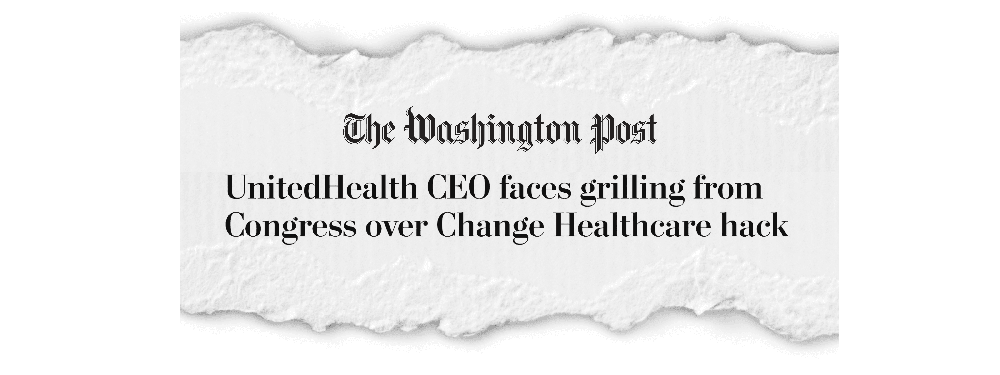 The Washington Post
UnitedHealth CEO faces grilling from
Congress over Change Healthcare hack